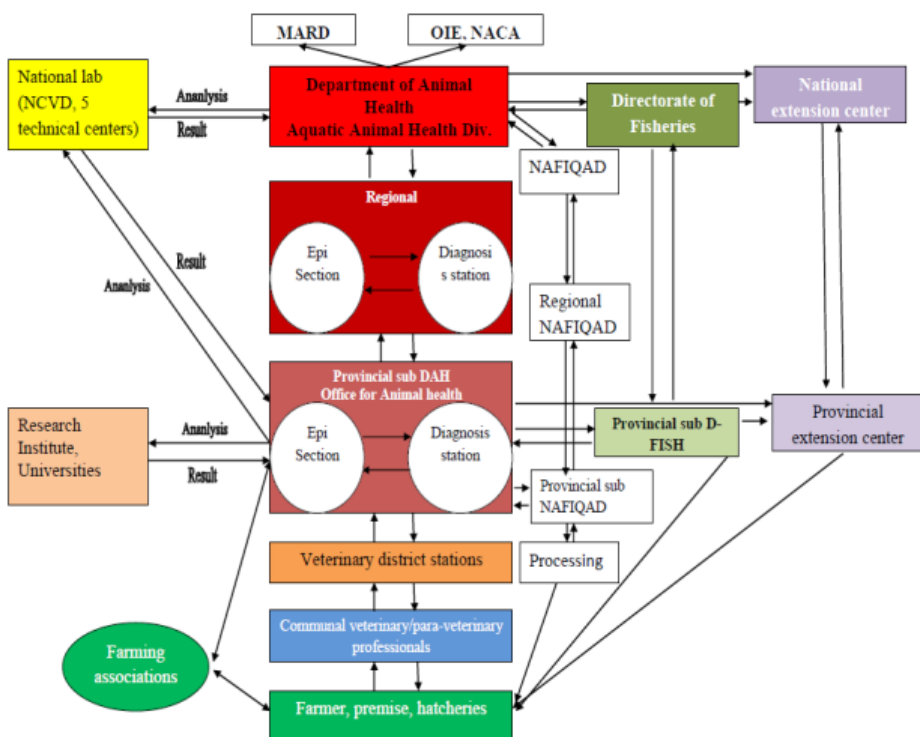 MARD
OIE, NACA
National lab
(NCVD, 5
technical centers)
Ananlysis
Result
Department of Animal
Health
Aquatic Animal Health Div.
Directorate of
Fisheries
National
extension center
NAFIQAD
Regional
Epi
Section
Diagnosi
s station
Result
Ananlysis
Regional
NAFIQAD
Provincial sub DAH
Office for Animal health
Epi
Section
Diagnosis
station
Research
Institute,
Universities
Ananlysis
Result
Provincial sub D-
FISH
Provincial
extension center
Provincial sub
NAFIQAD
Veterinary district stations
Processing
Communal veterinary/para-veterinary
professionals
Farming
associations
Farmer, premise, hatcheries